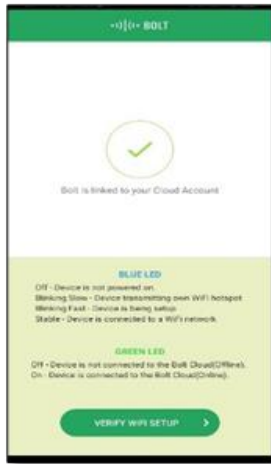 BOLT
Bolt is linked to your Cloud Account
BLUE LED
Off - Device is not powered on.
Blinking Slow - Device transmitting own WiFi hotspot
Blinking Fast - Device is being setup
Stable - Device is connected to a WiFi network
GREEN LED
Off - Device is not connected to the Bolt Cloud(Offline).
On - Device is connected to the Bolt Cloud(Online).
VERIFY WIFI SETUP